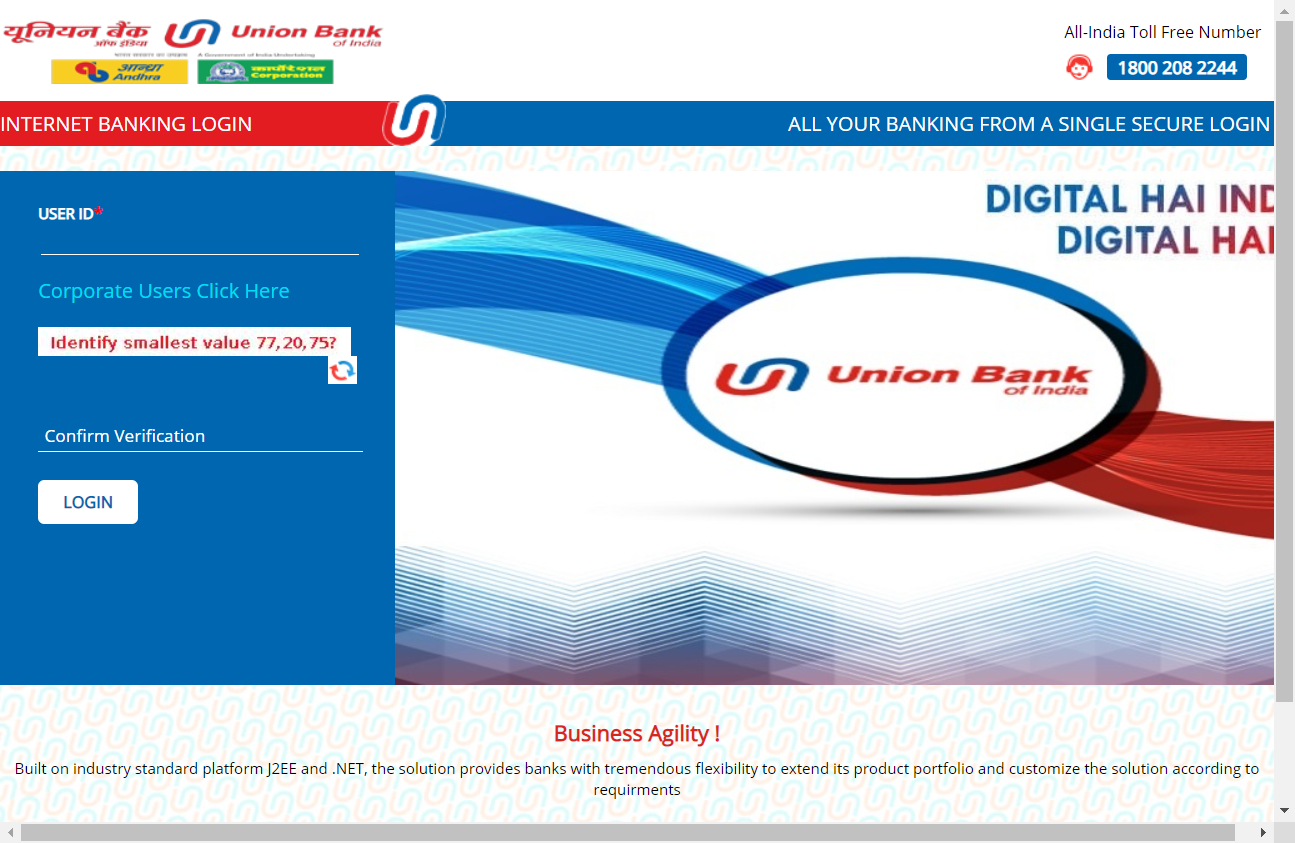 यूनियन बैंक Union Bank
ऑफ इंडिया of India
भारत सरकार का उपक्रम A Government of India Undertaking
आन्ध्रा Andhra
कार्पोरेशन Corporation
All-India Toll Free Number
1800 208 2244
INTERNET BANKING LOGIN
ALL YOUR BANKING FROM A SINGLE SECURE LOGIN
USER ID*
Corporate Users Click Here
Identify smallest value 77,20,75?
Confirm Verification
LOGIN
DIGITAL HAI IND
DIGITAL HAI
Union Bank
of India
Business Agility !
Built on industry standard platform J2EE and .NET, the solution provides banks with tremendous flexibility to extend its product portfolio and customize the solution according to
requirments